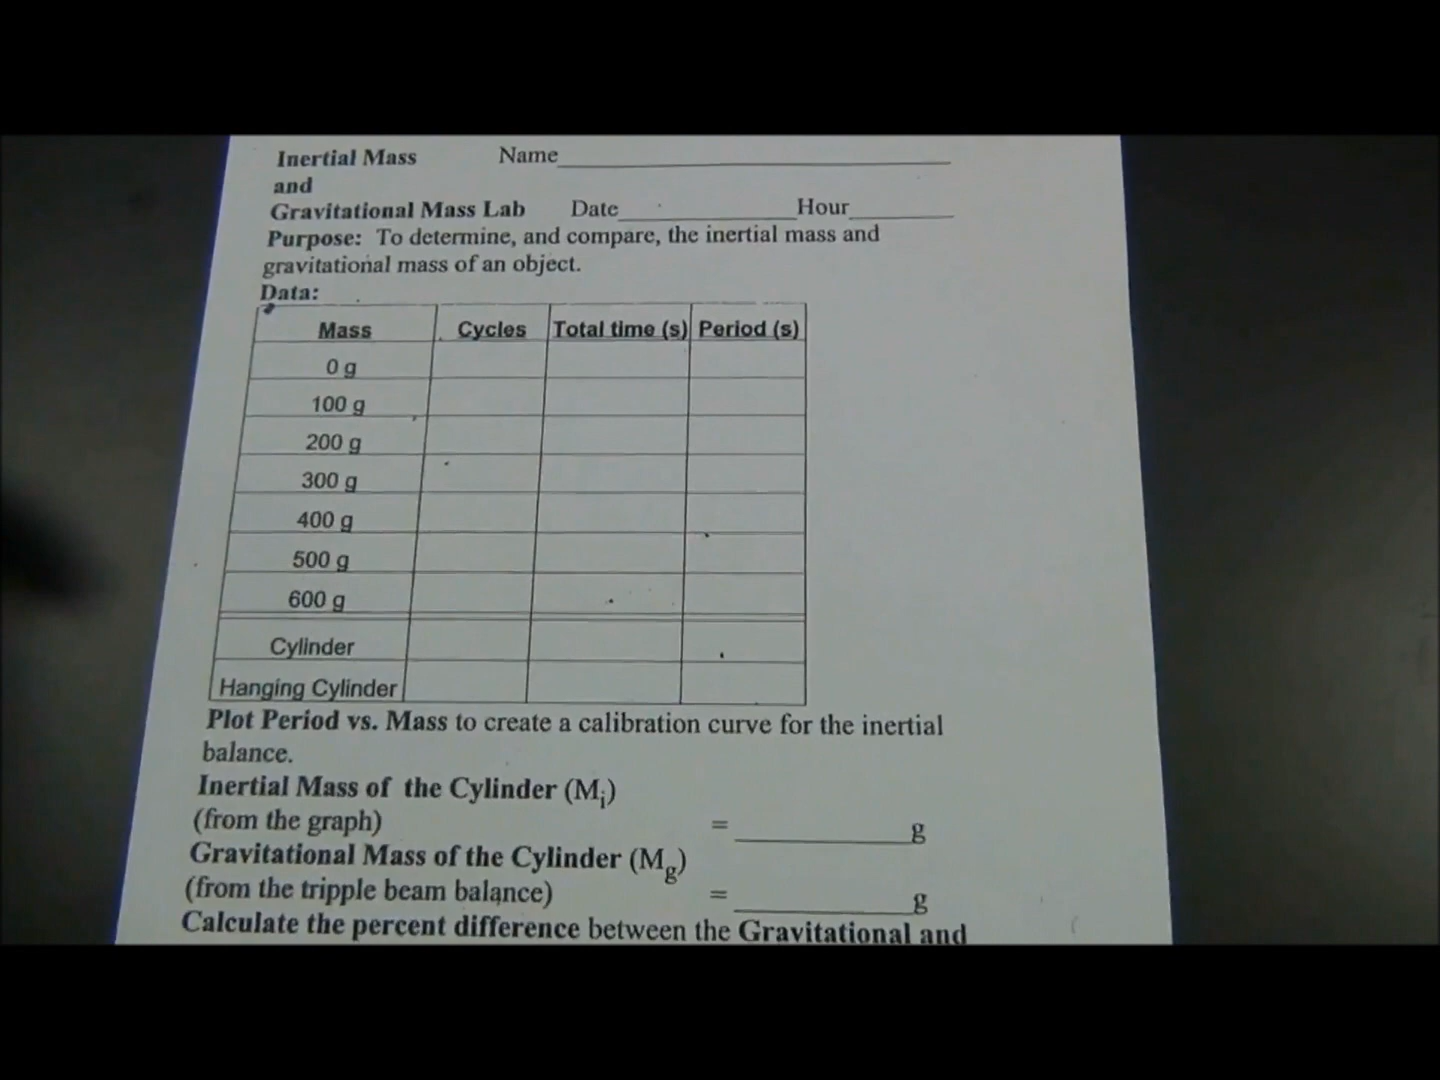 Inertial Mass Name
and
Gravitational Mass Lab Date Hour
Purpose: To determine, and compare, the inertial mass and
gravitational mass of an object.
Data:
Mass Cycles Total time (s) Period (s)
0 g
100 g
200 g
300 g
400 g
500 g
600 g
Cylinder
Hanging Cylinder
Plot Period vs. Mass to create a calibration curve for the inertial
balance.
Inertial Mass of the Cylinder (Mi)
(from the graph) = g
Gravitational Mass of the Cylinder (Mg)
(from the tripple beam balance) = g
Calculate the percent difference between the Gravitational and